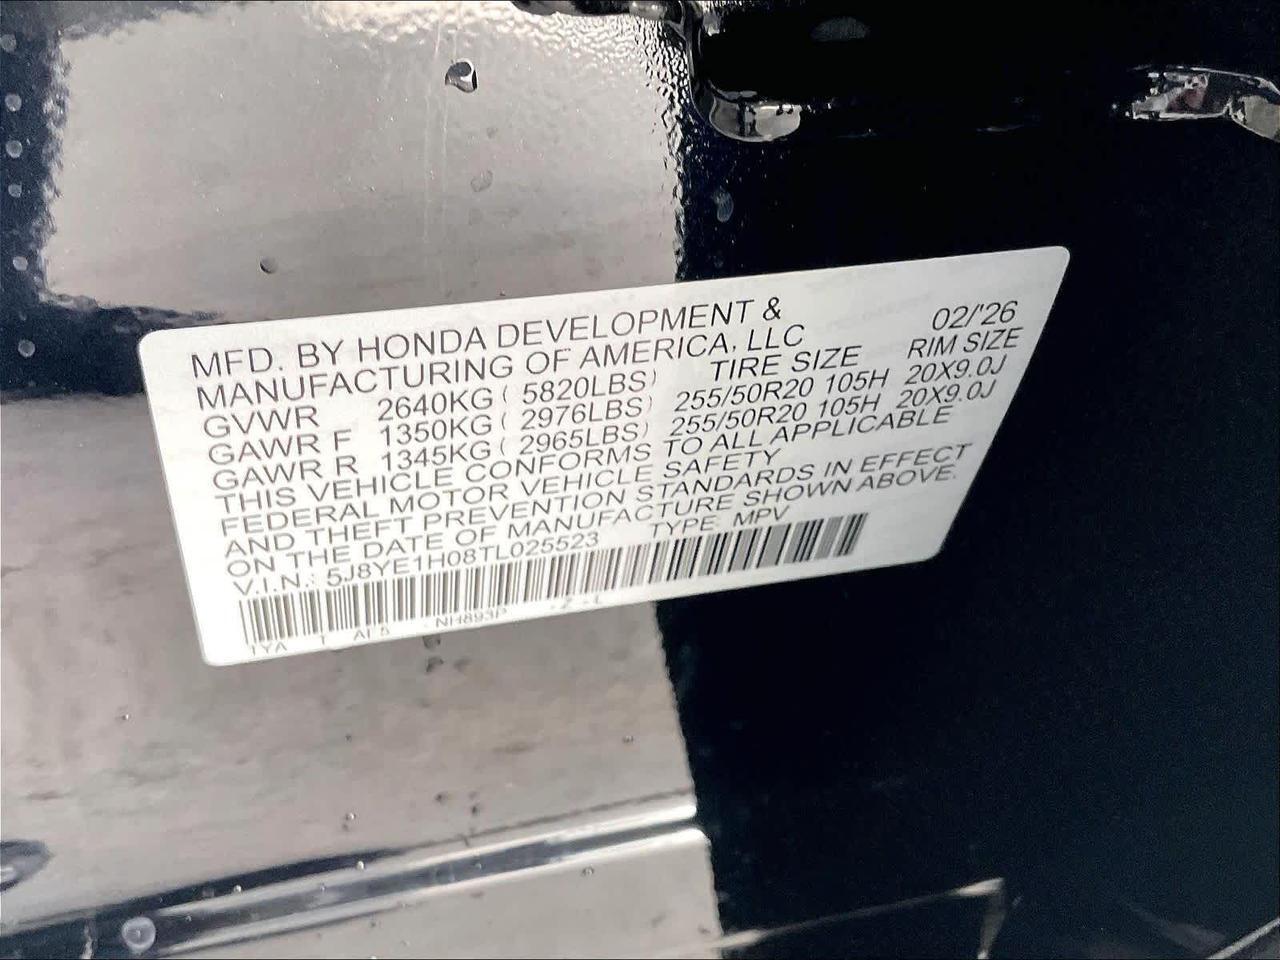 MFD. BY HONDA DEVELOPMENT & 02/'26
MANUFACTURING OF AMERICA, LLC
GVWR 2640KG ( 5820LBS) TIRE SIZE RIM SIZE
GAWR F 1350KG ( 2976LBS) 255/50R20 105H 20X9.0J
GAWR R 1345KG ( 2965LBS) 255/50R20 105H 20X9.0J
THIS VEHICLE CONFORMS TO ALL APPLICABLE
FEDERAL MOTOR VEHICLE SAFETY
AND THEFT PREVENTION STANDARDS IN EFFECT
ON THE DATE OF MANUFACTURE SHOWN ABOVE.
V.I.N.: 5J8YE1H08TL025523 TYPE: MPV
TYA T AF5 NH893P - Z - L